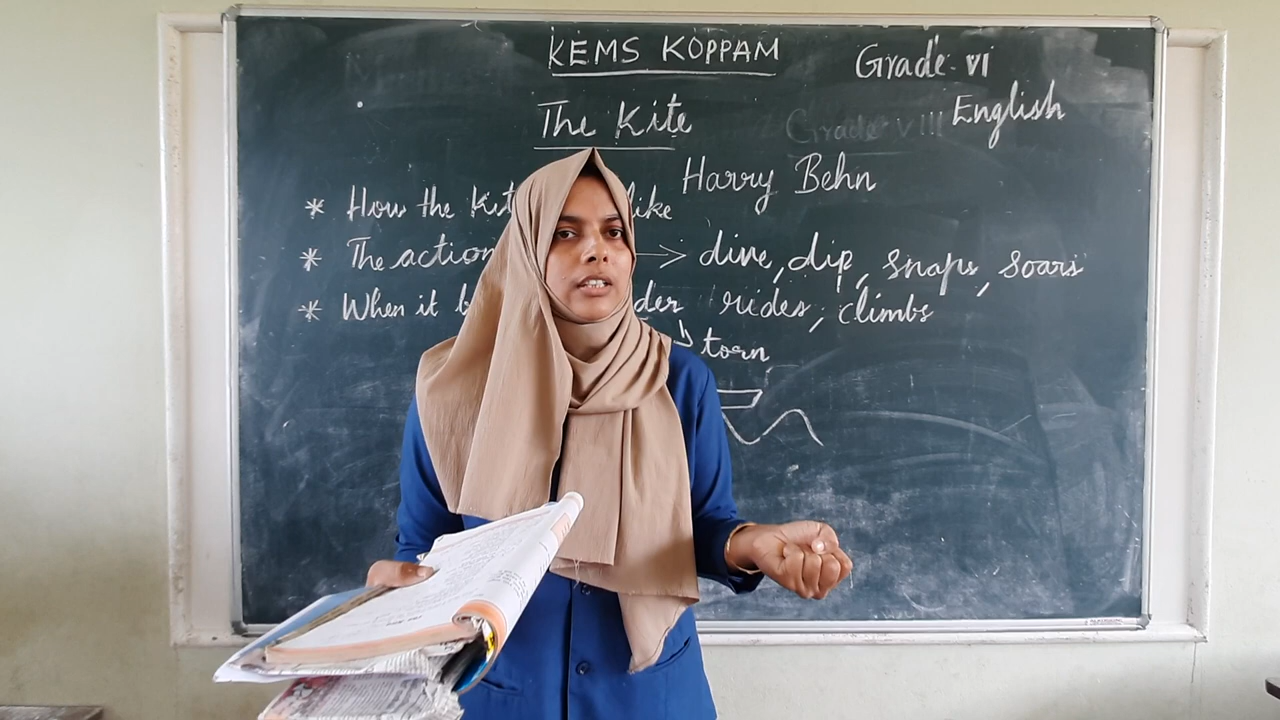 KEMS KOPPAM
Grade VI
The Kite
Grade VIII
English
Harry Behn
* How the Kit like
* The action → dive, dip, snaps, soars
* When it b der rides, climbs
torn